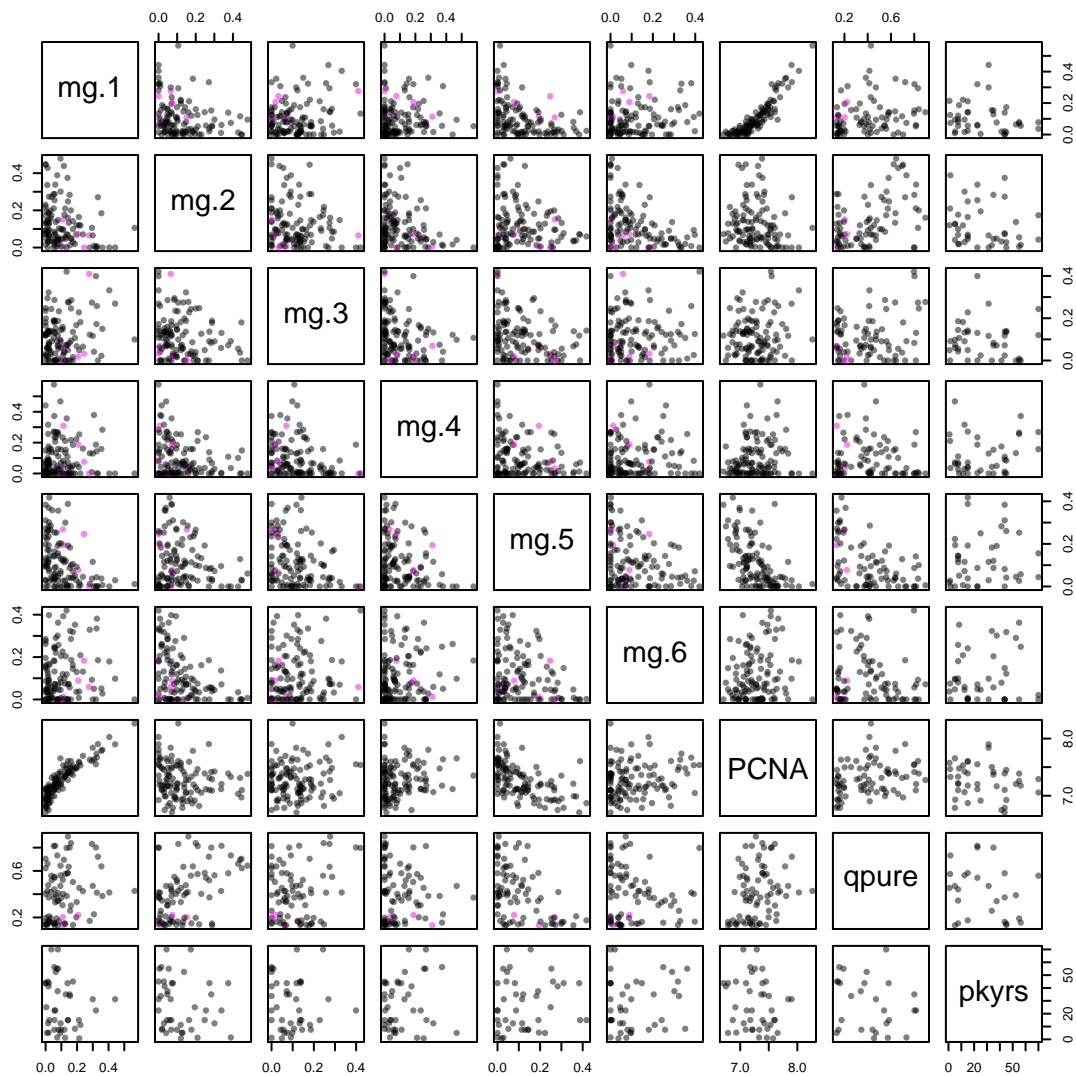 0.0 0.2 0.4 0.0 0.2 0.4 0.0 0.2 0.4 0.2 0.6
mg.1 0.0 0.2 0.4
0.0 0.2 0.4 mg.2
mg.3 0.0 0.2 0.4
0.0 0.2 0.4 mg.4
mg.5 0.0 0.2 0.4
0.0 0.2 0.4 mg.6
PCNA 7.0 8.0
0.2 0.6 qpure
pkyrs 0 20 50
0.0 0.2 0.4 0.0 0.2 0.4 0.0 0.2 0.4 7.0 8.0 0 20 50